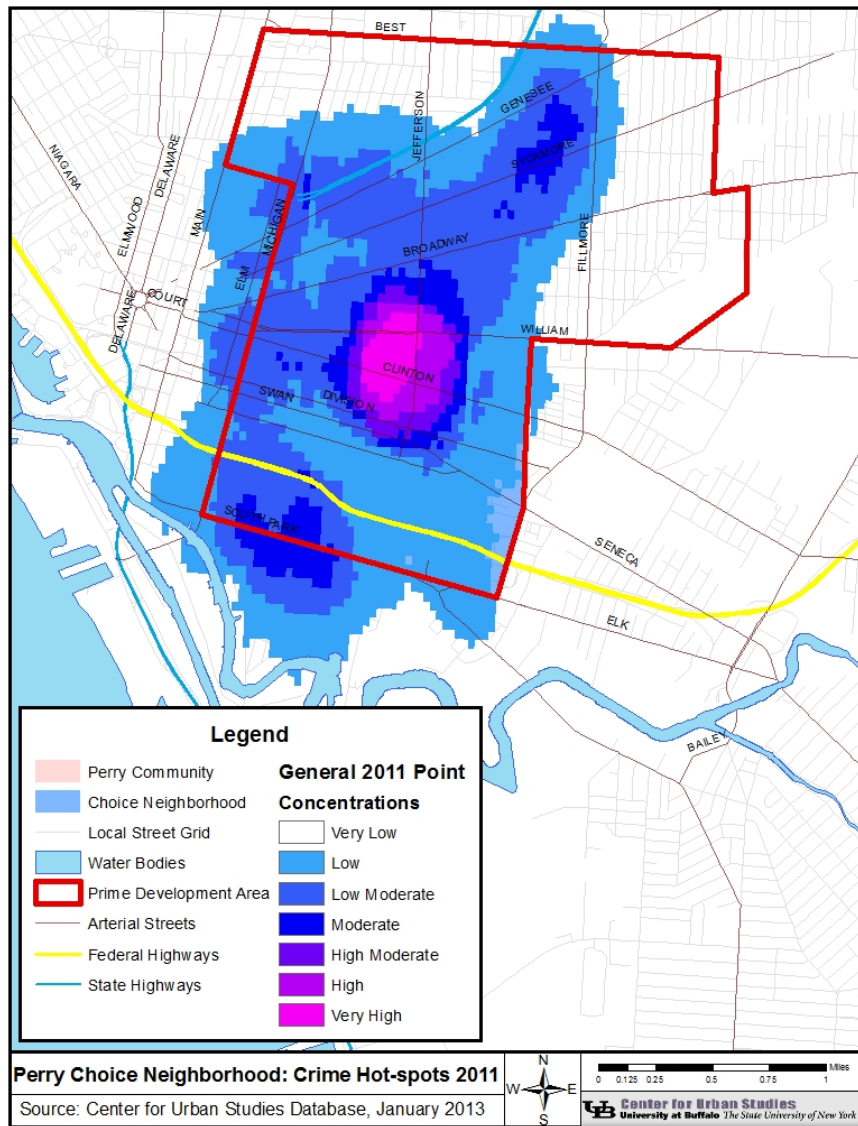 BEST
JEFFERSON
GENESEE
SYCAMORE
NIAGARA
DELAWARE
ELMWOOD
MAIN
MICHIGAN
ELM
BROADWAY
FILLMORE
COURT
DELAWARE
WILLIAM
CLINTON
SWAN
DIVISION
SOUTH PARK
SENECA
ELK
BAILEY
Legend
Perry Community
Choice Neighborhood
Local Street Grid
Water Bodies
Prime Development Area
Arterial Streets
Federal Highways
State Highways
General 2011 Point
Concentrations
Very Low
Low
Low Moderate
Moderate
High Moderate
High
Very High
Perry Choice Neighborhood: Crime Hot-spots 2011
Source: Center for Urban Studies Database, January 2013
N
W
E
S
Miles
0 0.125 0.25 0.5 0.75 1
UB Center for Urban Studies
University at Buffalo The State University of New York